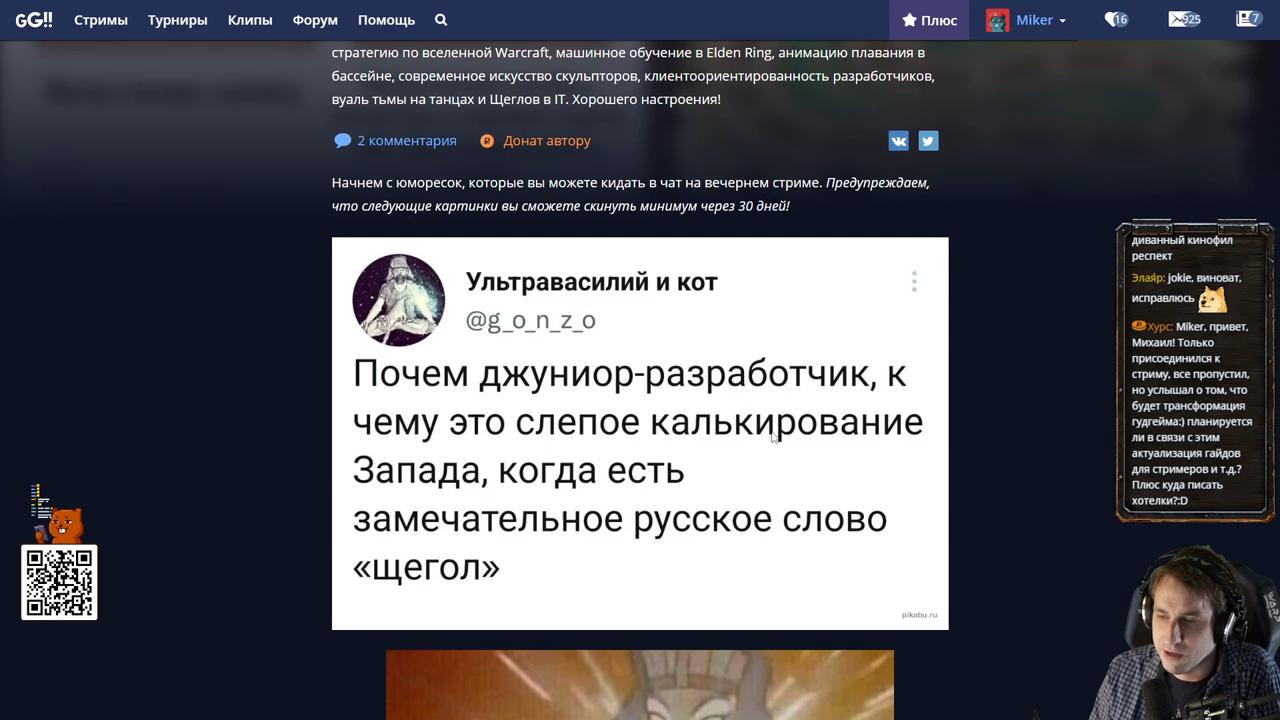 GG!! Стримы Турниры Клипы Форум Помощь Плюс Miker 16 925 7
стратегию по вселенной Warcraft, машинное обучение в Elden Ring, анимацию плавания в
бассейне, современное искусство скульпторов, клиентоориентированность разработчиков,
вуаль тьмы на танцах и Щеглов в IT. Хорошего настроения!
2 комментария Донат автору
Начнем с юморесок, которые вы можете кидать в чат на вечернем стриме. Предупреждаем,
что следующие картинки вы сможете скинуть минимум через 30 дней!
Ультравасилий и кот
@g_o_n_z_o
Почем джуниор-разработчик, к
чему это слепое калькирование
Запада, когда есть
замечательное русское слово
«щегол»
pikabu.ru
диванный кинофил
респект
Элаяр: jokie, виноват,
исправлюсь
Хурс: Miker, привет,
Михаил! Только
присоединился к
стриму, все пропустил,
но услышал о том, что
будет трансформация
гудгейма:) планируется
ли в связи с этим
актуализация гайдов
для стримеров и т.д.?
Плюс куда писать
хотелки?:D